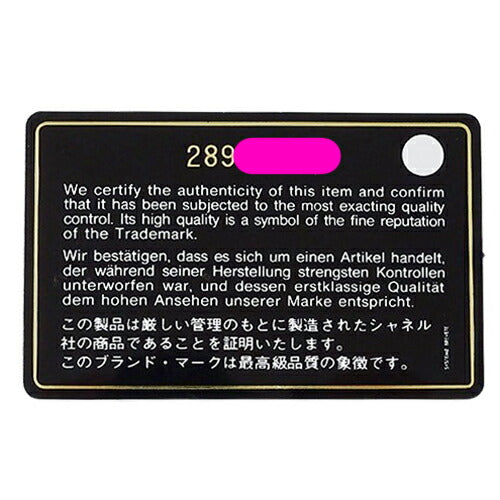 289
We certify the authenticity of this item and confirm
that it has been subjected to the most exacting quality
control. Its high quality is a symbol of the fine reputation
of the Trademark.
Wir bestätigen, dass es sich um einen Artikel handelt,
der während seiner Herstellung strengsten Kontrollen
unterworfen war, und dessen erstklassige Qualität
dem hohen Ansehen unserer Marke entspricht.
この製品は厳しい管理のもとに製造されたシャネル
社の商品であることを証明いたします。
このブランド・マークは最高級品質の象徴です。